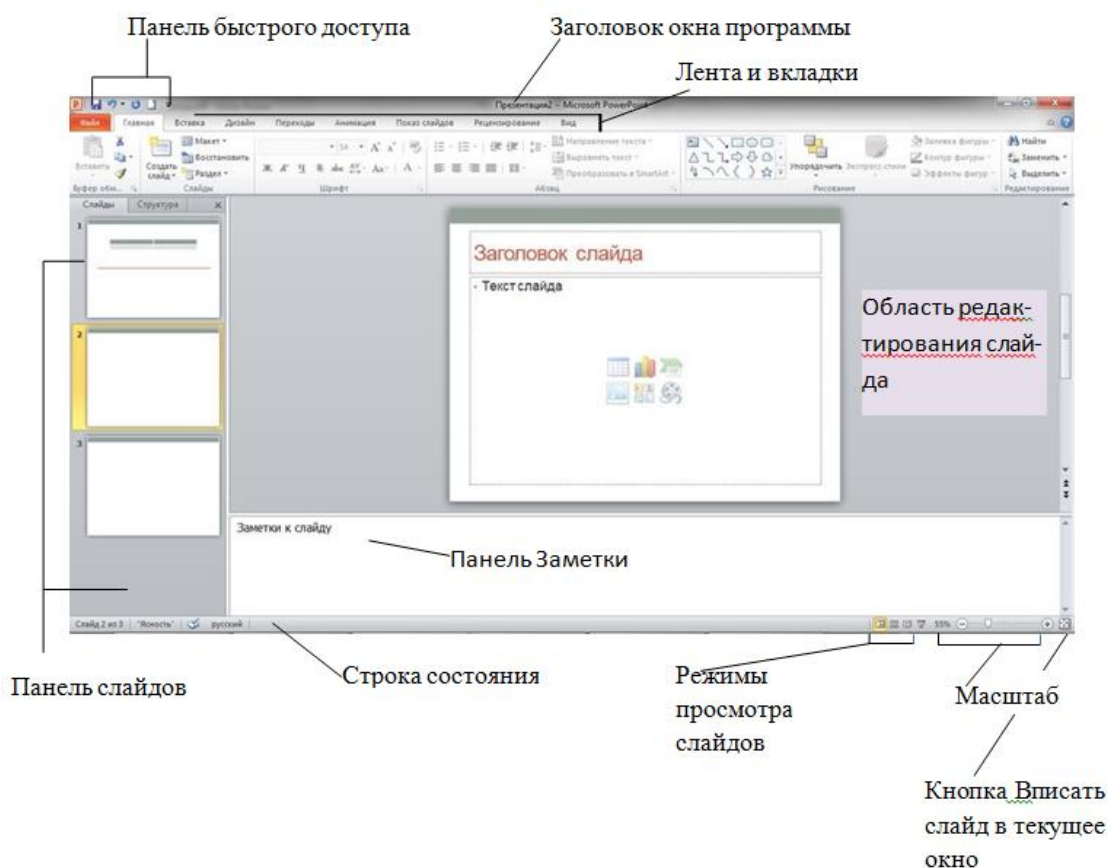 Панель быстрого доступа
Заголовок окна программы
Лента и вкладки
Презентация2 - Microsoft PowerPoint
Файл Главная Вставка Дизайн Переходы Анимация Показ слайдов Рецензирование Вид
Вставить
Создать слайд
Макет
Восстановить
Раздел
Направление текста
Выровнять текст
Преобразовать в SmartArt
Упорядочить Экспресс-стили
Заливка фигуры
Контур фигуры
Эффекты фигур
Найти
Заменить
Выделить
Буфер обм... Слайды Шрифт Абзац Рисование Редактирование
Слайды Структура
1
2
3
Заголовок слайда
Текст слайда
Область редак-
тирования слай-
да
Заметки к слайду
Панель Заметки
Слайд 2 из 3 "Ясность" русский
55%
Панель слайдов
Строка состояния
Режимы
просмотра
слайдов
Масштаб
Кнопка Вписать
слайд в текущее
окно